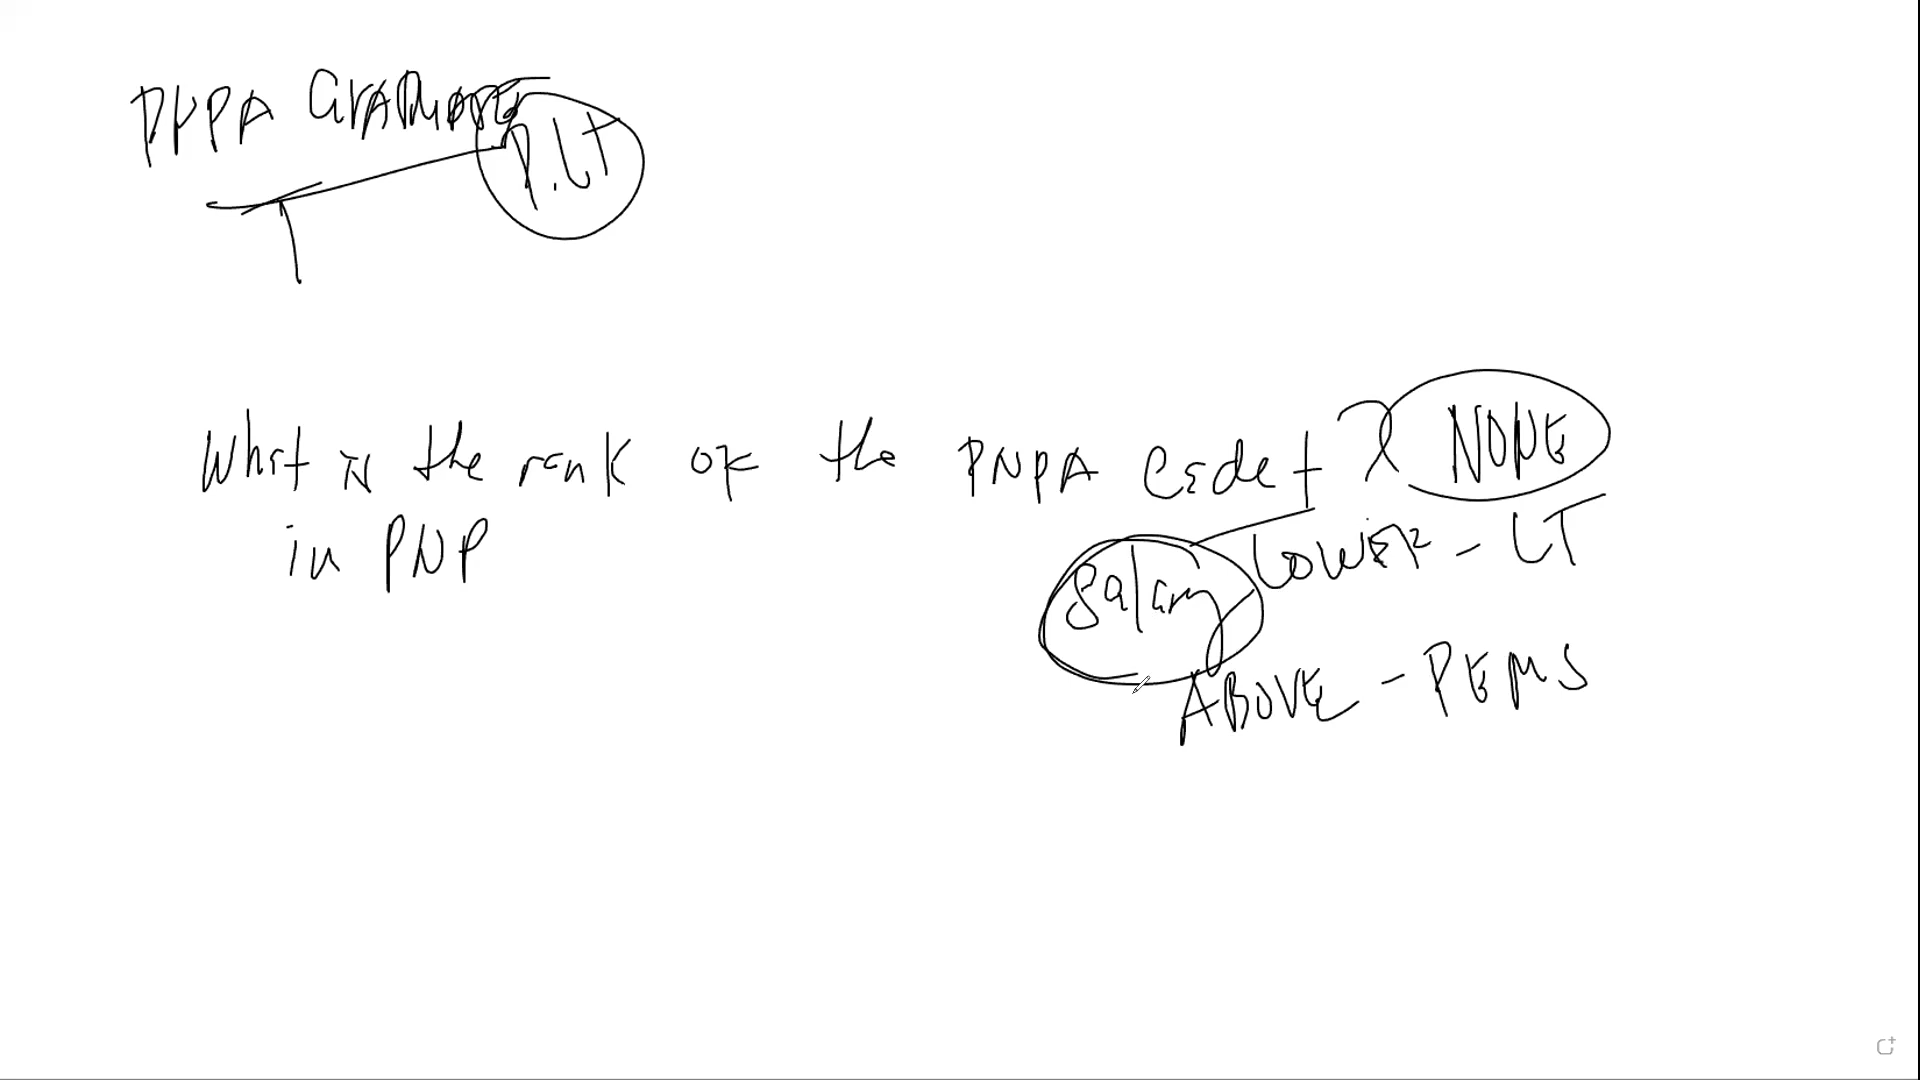 PNPA GRADUATE
P.LT
What is the rank of the PNPA Cadet? NONE
in PNP
Salary
LOWER - LT
ABOVE - PEMS